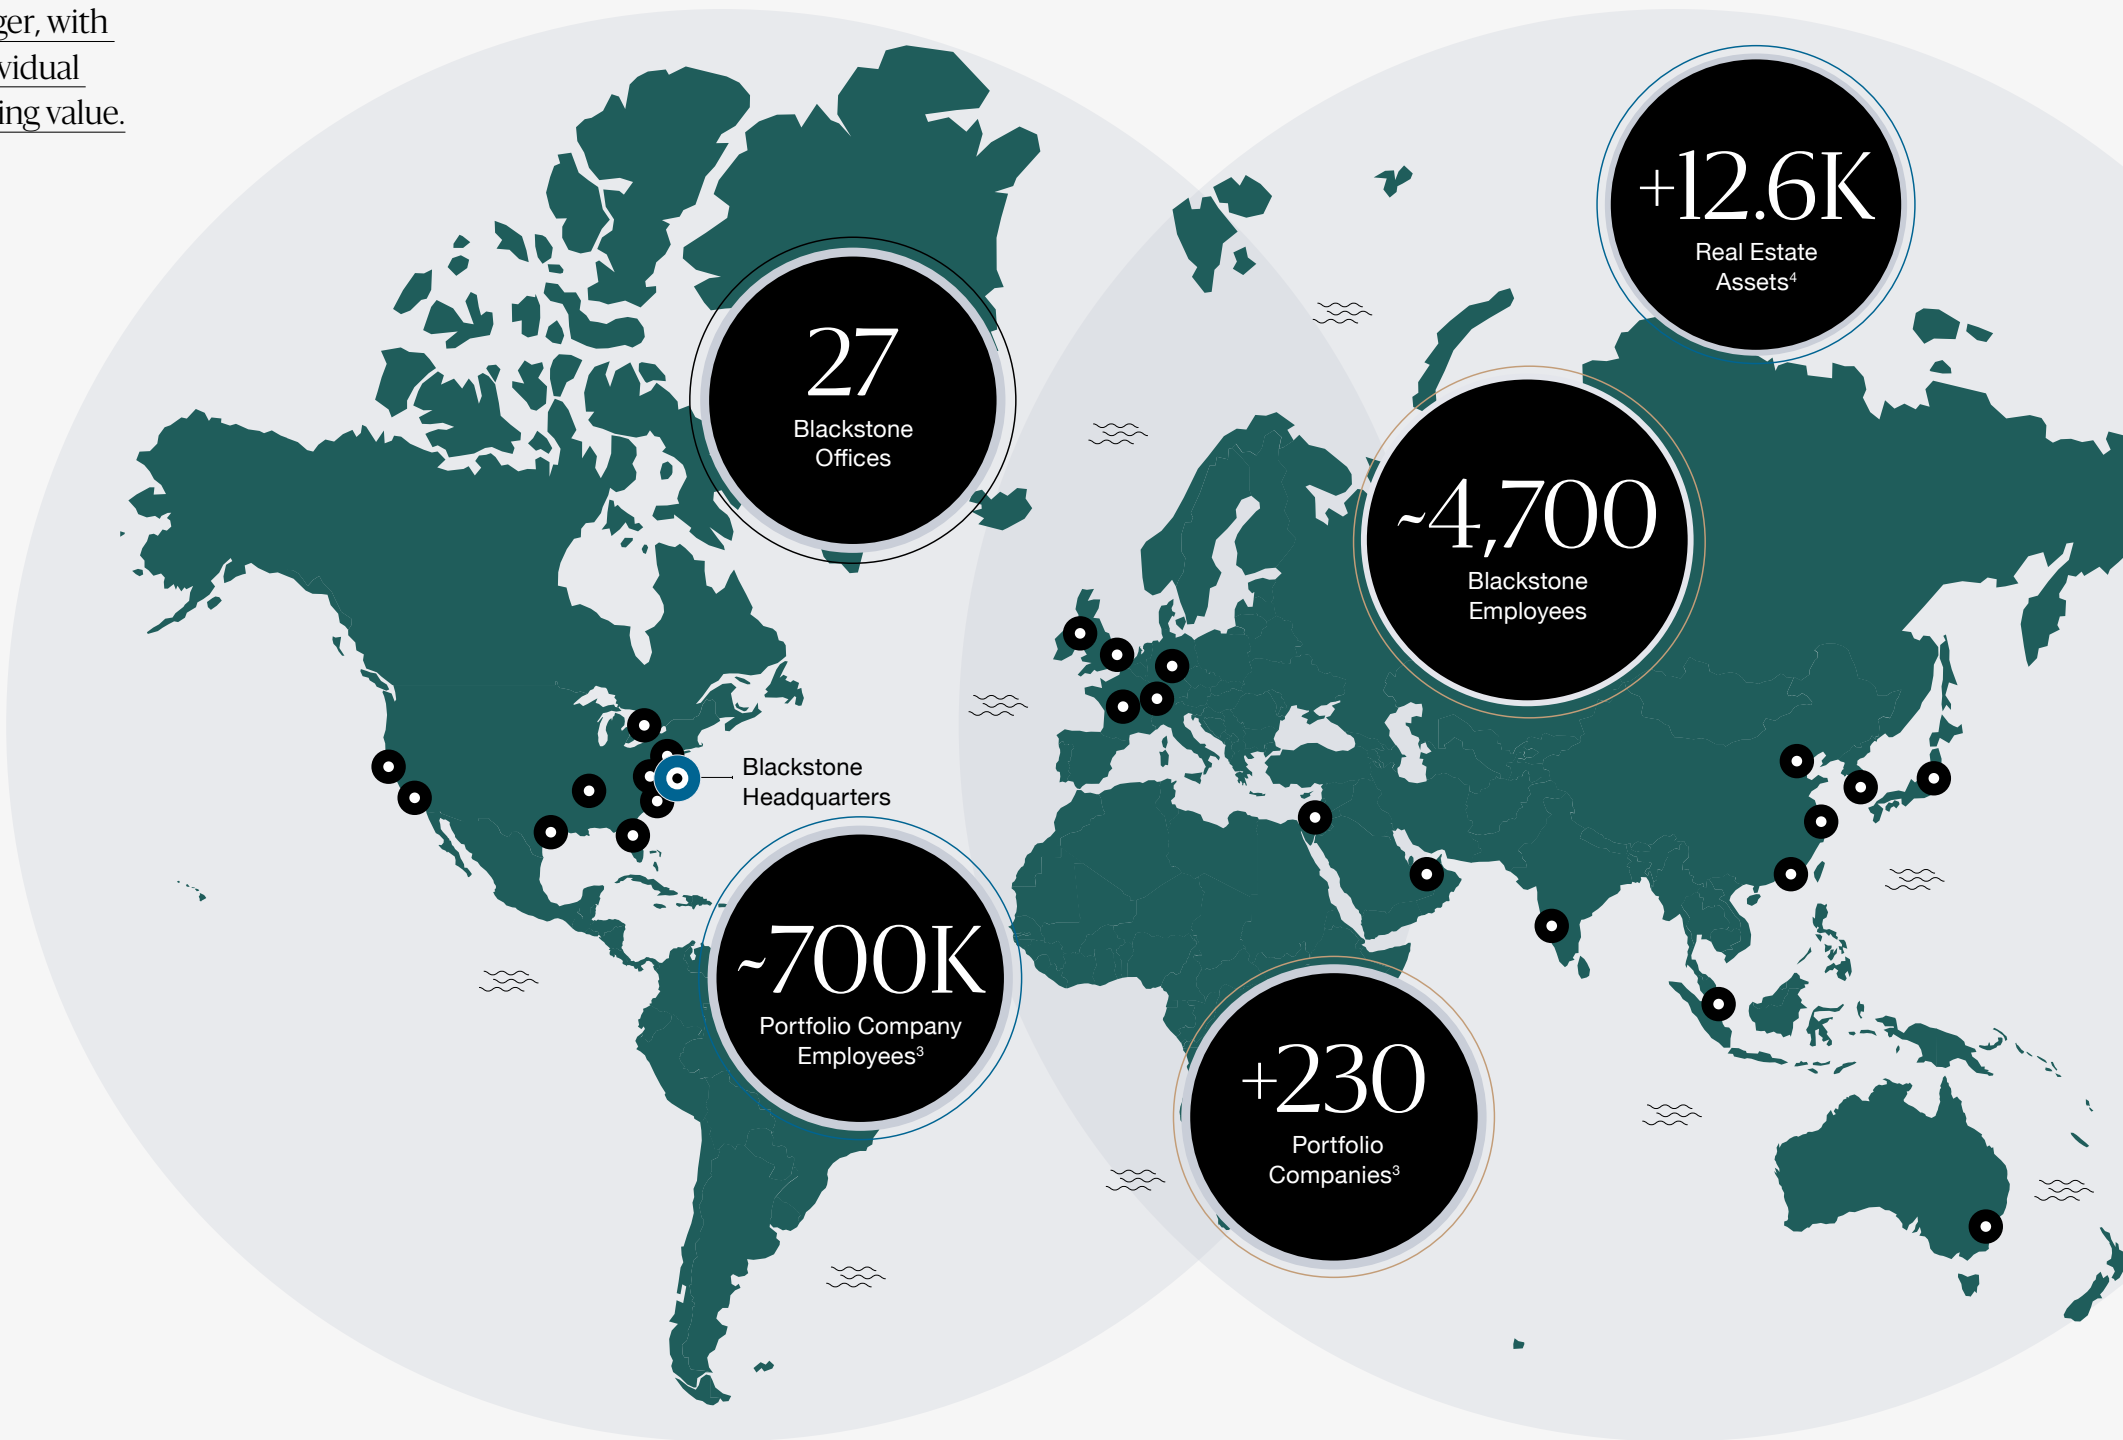 ger, with
vidual
ing value.
+12.6K
Real Estate
Assets⁴
27
Blackstone
Offices
~4,700
Blackstone
Employees
Blackstone
Headquarters
~700K
Portfolio Company
Employees³
+230
Portfolio
Companies³